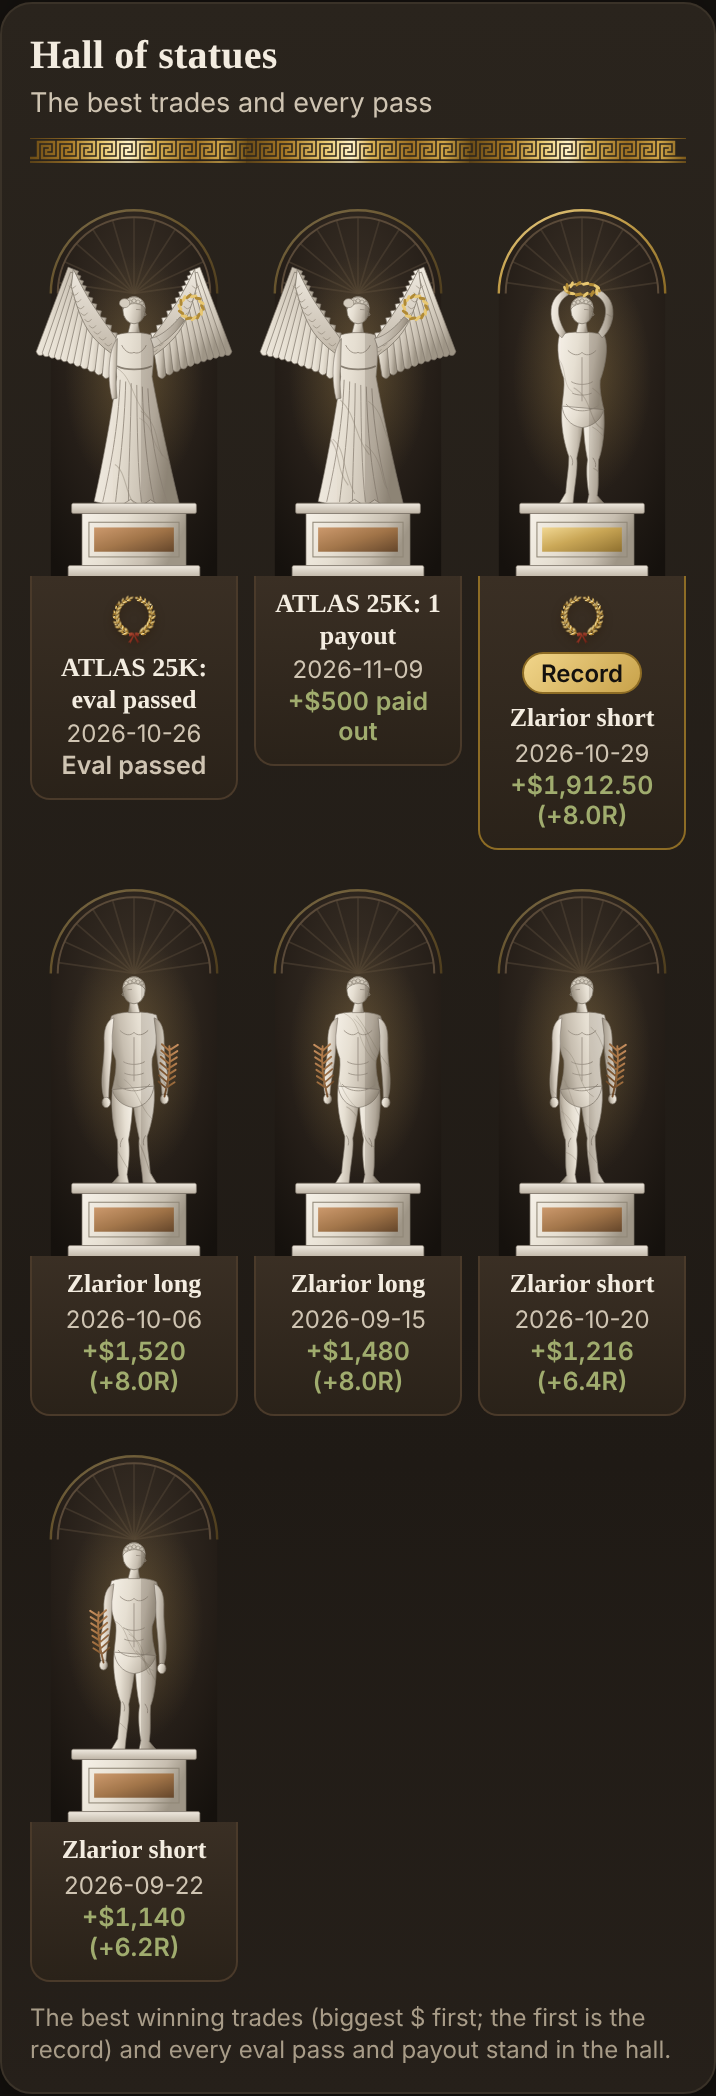 Hall of statues
The best trades and every pass
ATLAS 25K:
eval passed
2026-10-26
Eval passed
ATLAS 25K: 1
payout
2026-11-09
+$500 paid
out
Record
Zlarior short
2026-10-29
+$1,912.50
(+8.0R)
Zlarior long
2026-10-06
+$1,520
(+8.0R)
Zlarior long
2026-09-15
+$1,480
(+8.0R)
Zlarior short
2026-10-20
+$1,216
(+6.4R)
Zlarior short
2026-09-22
+$1,140
(+6.2R)
The best winning trades (biggest $ first; the first is the
record) and every eval pass and payout stand in the hall.